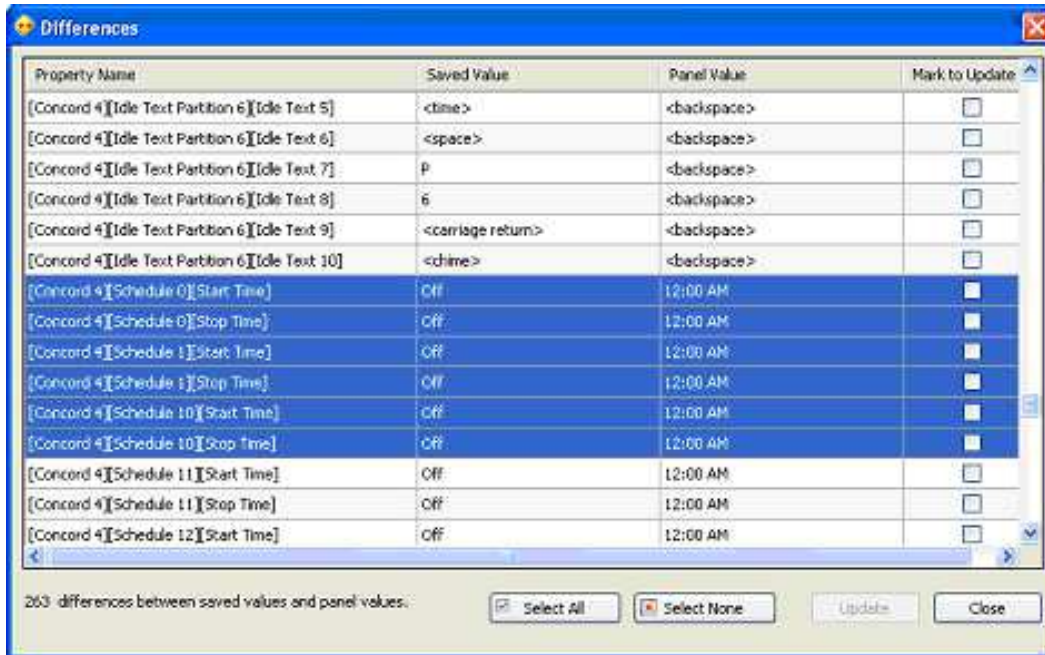 Differences
Property Name Saved Value Panel Value Mark to Update
[Concord 4][Idle Text Partition 6][Idle Text 5] <time> <backspace>
[Concord 4][Idle Text Partition 6][Idle Text 6] <space> <backspace>
[Concord 4][Idle Text Partition 6][Idle Text 7] P <backspace>
[Concord 4][Idle Text Partition 6][Idle Text 8] 6 <backspace>
[Concord 4][Idle Text Partition 6][Idle Text 9] <carriage return> <backspace>
[Concord 4][Idle Text Partition 6][Idle Text 10] <chime> <backspace>
[Concord 4][Schedule 0][Start Time] Off 12:00 AM
[Concord 4][Schedule 0][Stop Time] Off 12:00 AM
[Concord 4][Schedule 1][Start Time] Off 12:00 AM
[Concord 4][Schedule 1][Stop Time] Off 12:00 AM
[Concord 4][Schedule 10][Start Time] Off 12:00 AM
[Concord 4][Schedule 10][Stop Time] Off 12:00 AM
[Concord 4][Schedule 11][Start Time] Off 12:00 AM
[Concord 4][Schedule 11][Stop Time] Off 12:00 AM
[Concord 4][Schedule 12][Start Time] Off 12:00 AM
263 differences between saved values and panel values. Select All Select None Update Close